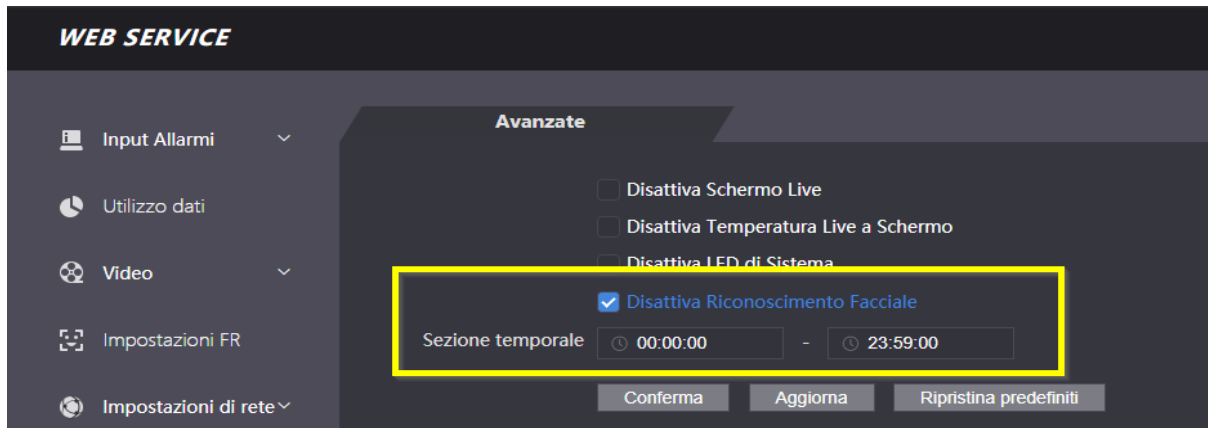 WEB SERVICE
Avanzate
Input Allarmi
Utilizzo dati
Video
Impostazioni FR
Impostazioni di rete
Disattiva Schermo Live
Disattiva Temperatura Live a Schermo
Disattiva LED di Sistema
Disattiva Riconoscimento Facciale
Sezione temporale 00:00:00 - 23:59:00
Conferma Aggiorna Ripristina predefiniti